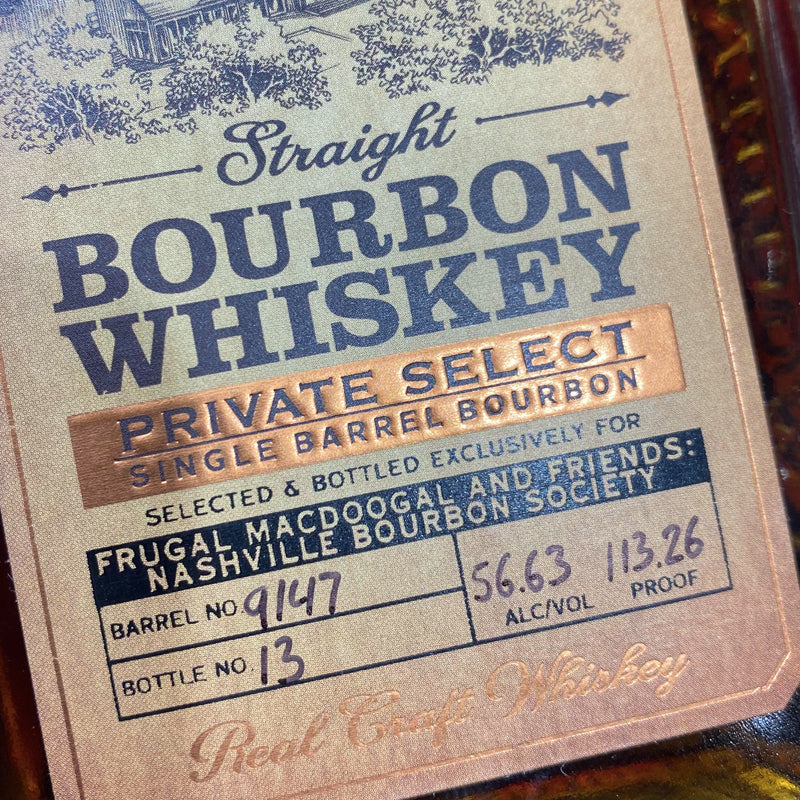 Straight
BOURBON
WHISKEY
PRIVATE SELECT
SINGLE BARREL BOURBON
SELECTED & BOTTLED EXCLUSIVELY FOR
FRUGAL MACDOOGAL AND FRIENDS:
NASHVILLE BOURBON SOCIETY
BARREL NO. 9147
BOTTLE NO. 13
56.63 113.26
ALC/VOL PROOF
Real Craft Whiskey